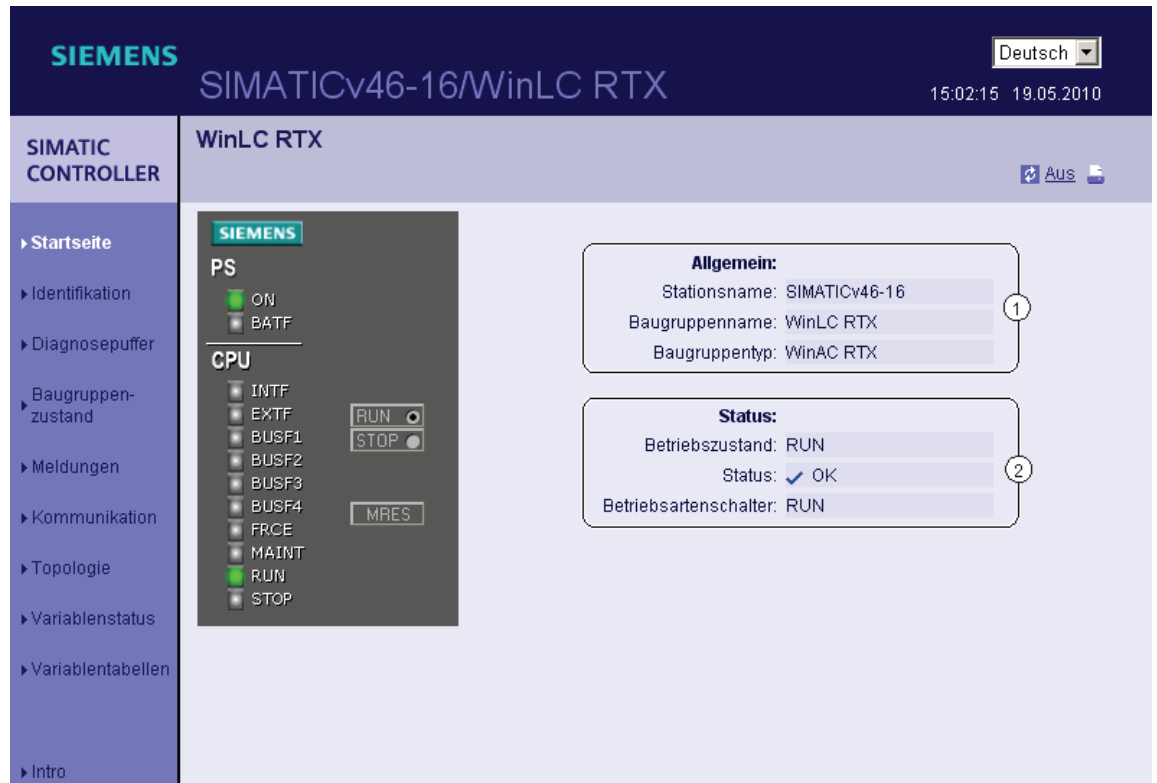 SIEMENS
SIMATICv46-16/WinLC RTX
Deutsch
15:02:15 19.05.2010
SIMATIC
CONTROLLER
WinLC RTX
Aus
Startseite
Identifikation
Diagnosepuffer
Baugruppen-
zustand
Meldungen
Kommunikation
Topologie
Variablenstatus
Variablentabellen
Intro
SIEMENS
PS
ON
BATF
CPU
INTF
EXTF
BUSF1
BUSF2
BUSF3
BUSF4
FRCE
MAINT
RUN
STOP
RUN
STOP
MRES
Allgemein:
Stationsname: SIMATICv46-16
Baugruppenname: WinLC RTX
Baugruppentyp: WinAC RTX
1
Status:
Betriebszustand: RUN
Status: ✓ OK
Betriebsartenschalter: RUN
2